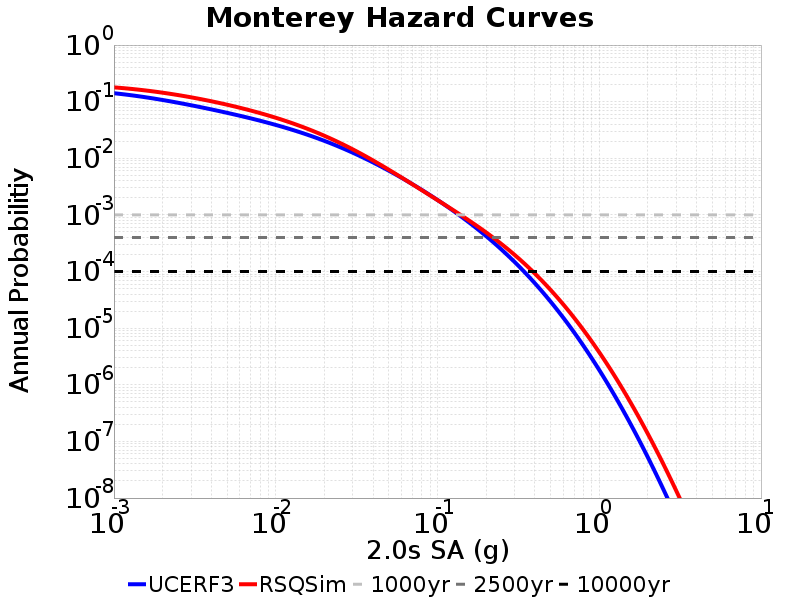 Monterey Hazard Curves
10^0
10^-1
10^-2
10^-3
10^-4
10^-5
10^-6
10^-7
10^-8
Annual Probabilitiy
10^-3 10^-2 10^-1 10^0 10^1
2.0s SA (g)
UCERF3 RSQSim 1000yr 2500yr 10000yr